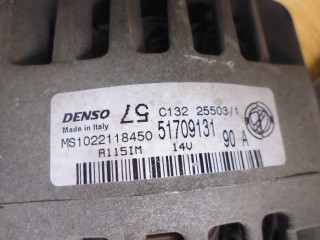 DENSO 57 C132 25503/1
Made in Italy
MS1022118450 51709131
A115IM 14V 90 A